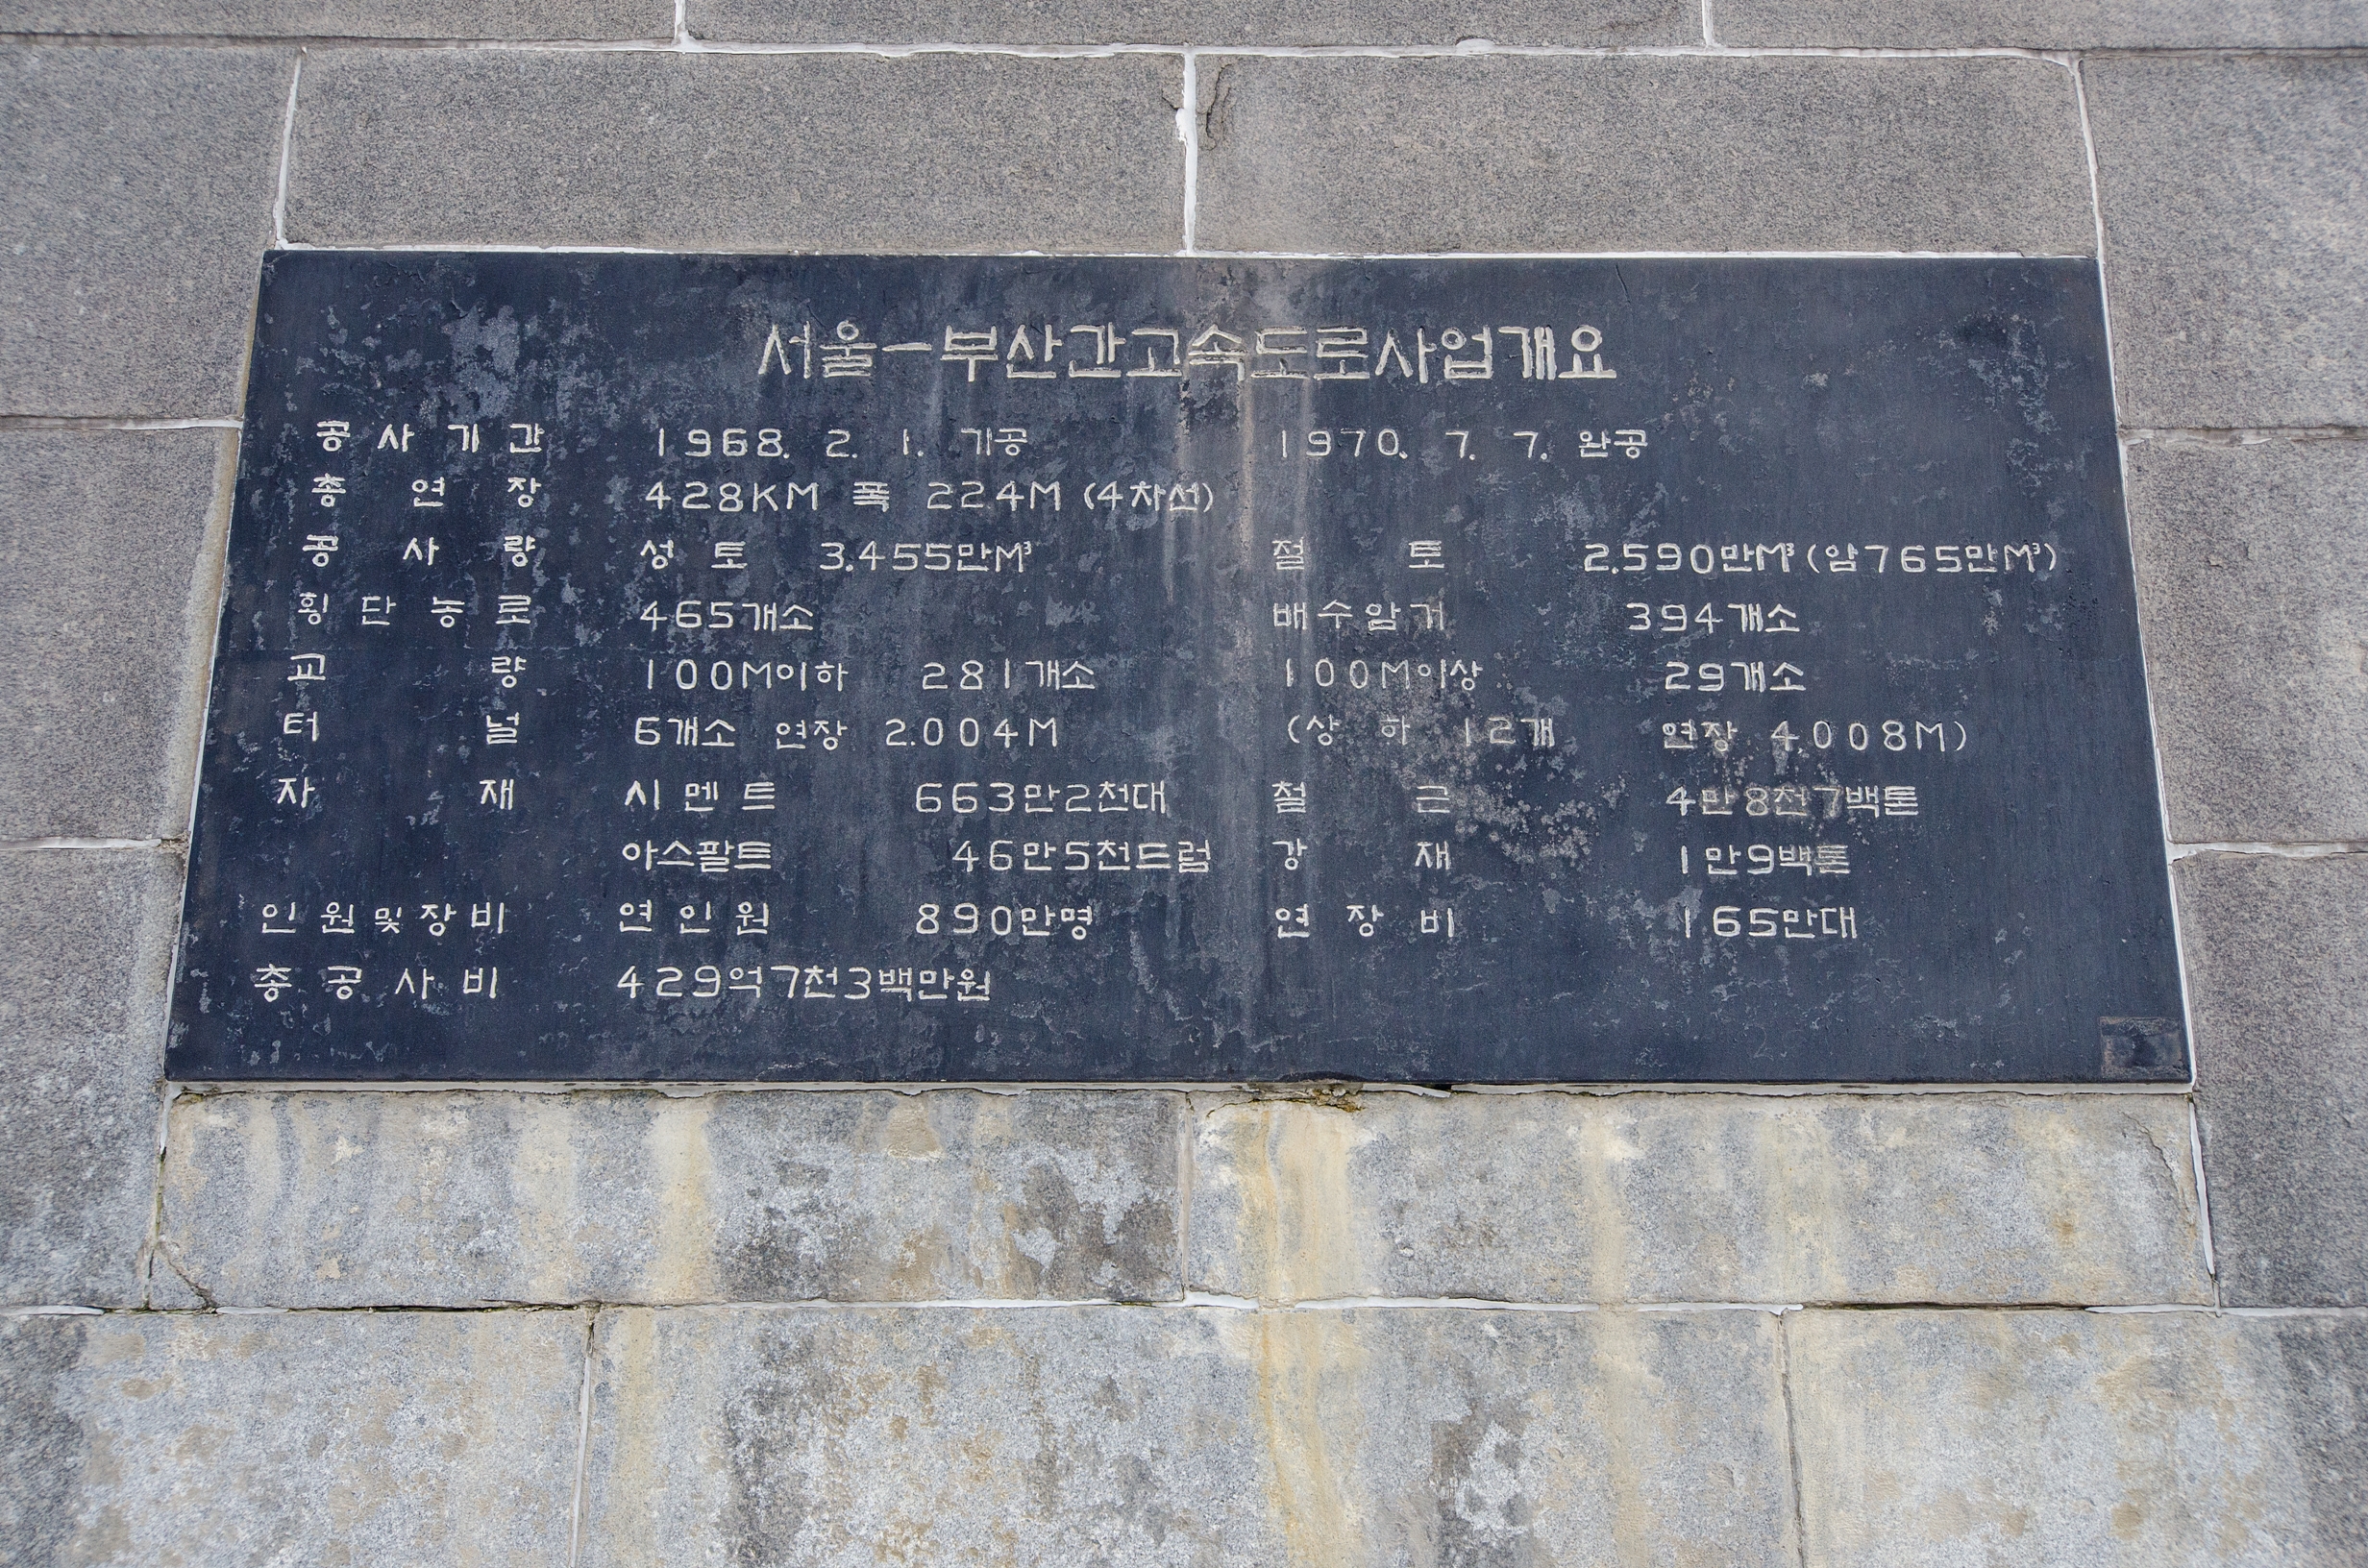 서울-부산간고속도로사업개요
공사기간 1968. 2. 1. 기공 1970. 7. 7. 완공
총연장 428KM 폭 224M (4차선)
공사량 성토 3.455만M³ 절토 2.590만M³ (암765만M³)
횡단농로 465개소 배수암거 394개소
교량 100M이하 281개소 100M이상 29개소
터널 6개소 연장 2.004M (상하 12개 연장 4.008M)
자재 시멘트 663만2천대 철근 4만8천7백톤
아스팔트 46만5천드럼 강재 1만9백톤
인원및장비 연인원 890만명 연장비 165만대
총공사비 429억7천3백만원